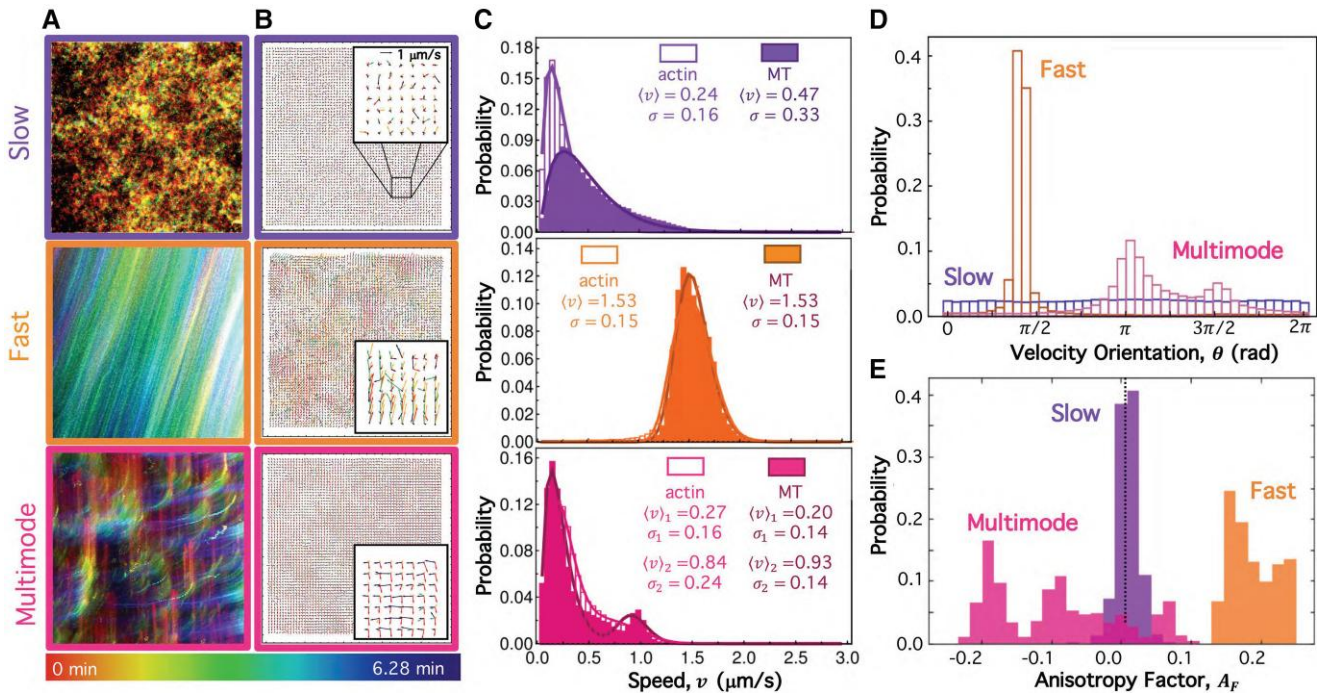 A
B
C
D
E
Slow
Fast
Multimode
0 min
6.28 min
1 μm/s
Probability
0.18
0.15
0.12
0.09
0.06
0.03
0.00
actin
⟨v⟩ = 0.24
σ = 0.16
MT
⟨v⟩ = 0.47
σ = 0.33
Probability
0.14
0.12
0.10
0.08
0.06
0.04
0.02
0.00
actin
⟨v⟩ =1.53
σ = 0.15
MT
⟨v⟩ =1.53
σ = 0.15
Probability
0.16
0.12
0.08
0.04
0.00
actin
⟨v⟩₁ =0.27
σ₁ = 0.16
⟨v⟩₂ =0.84
σ₂ = 0.24
MT
⟨v⟩₁ =0.20
σ₁ = 0.14
⟨v⟩₂ =0.93
σ₂ = 0.14
0.0 0.5 1.0 1.5 2.0 2.5 3.0
Speed, v (μm/s)
Probability
0.4
0.3
0.2
0.1
0.0
Fast
Slow
Multimode
0 π/2 π 3π/2 2π
Velocity Orientation, θ (rad)
Probability
0.4
0.3
0.2
0.1
0.0
Slow
Fast
Multimode
-0.2 -0.1 0.0 0.1 0.2
Anisotropy Factor, A_F